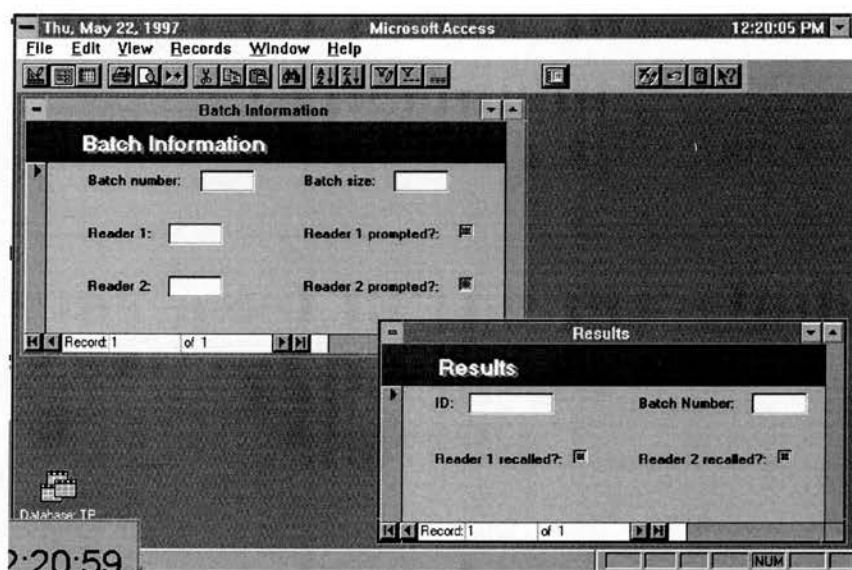 Thu, May 22, 1997 Microsoft Access 12:20:05 PM
File Edit View Records Window Help
Batch Information
Batch Information
Batch number: Batch size:
Reader 1: Reader 1 prompted?:
Reader 2: Reader 2 prompted?:
Record: 1 of 1
Results
Results
ID: Batch Number:
Reader 1 recalled?: Reader 2 recalled?:
Record: 1 of 1
Database: TP
2:20:59
NUM